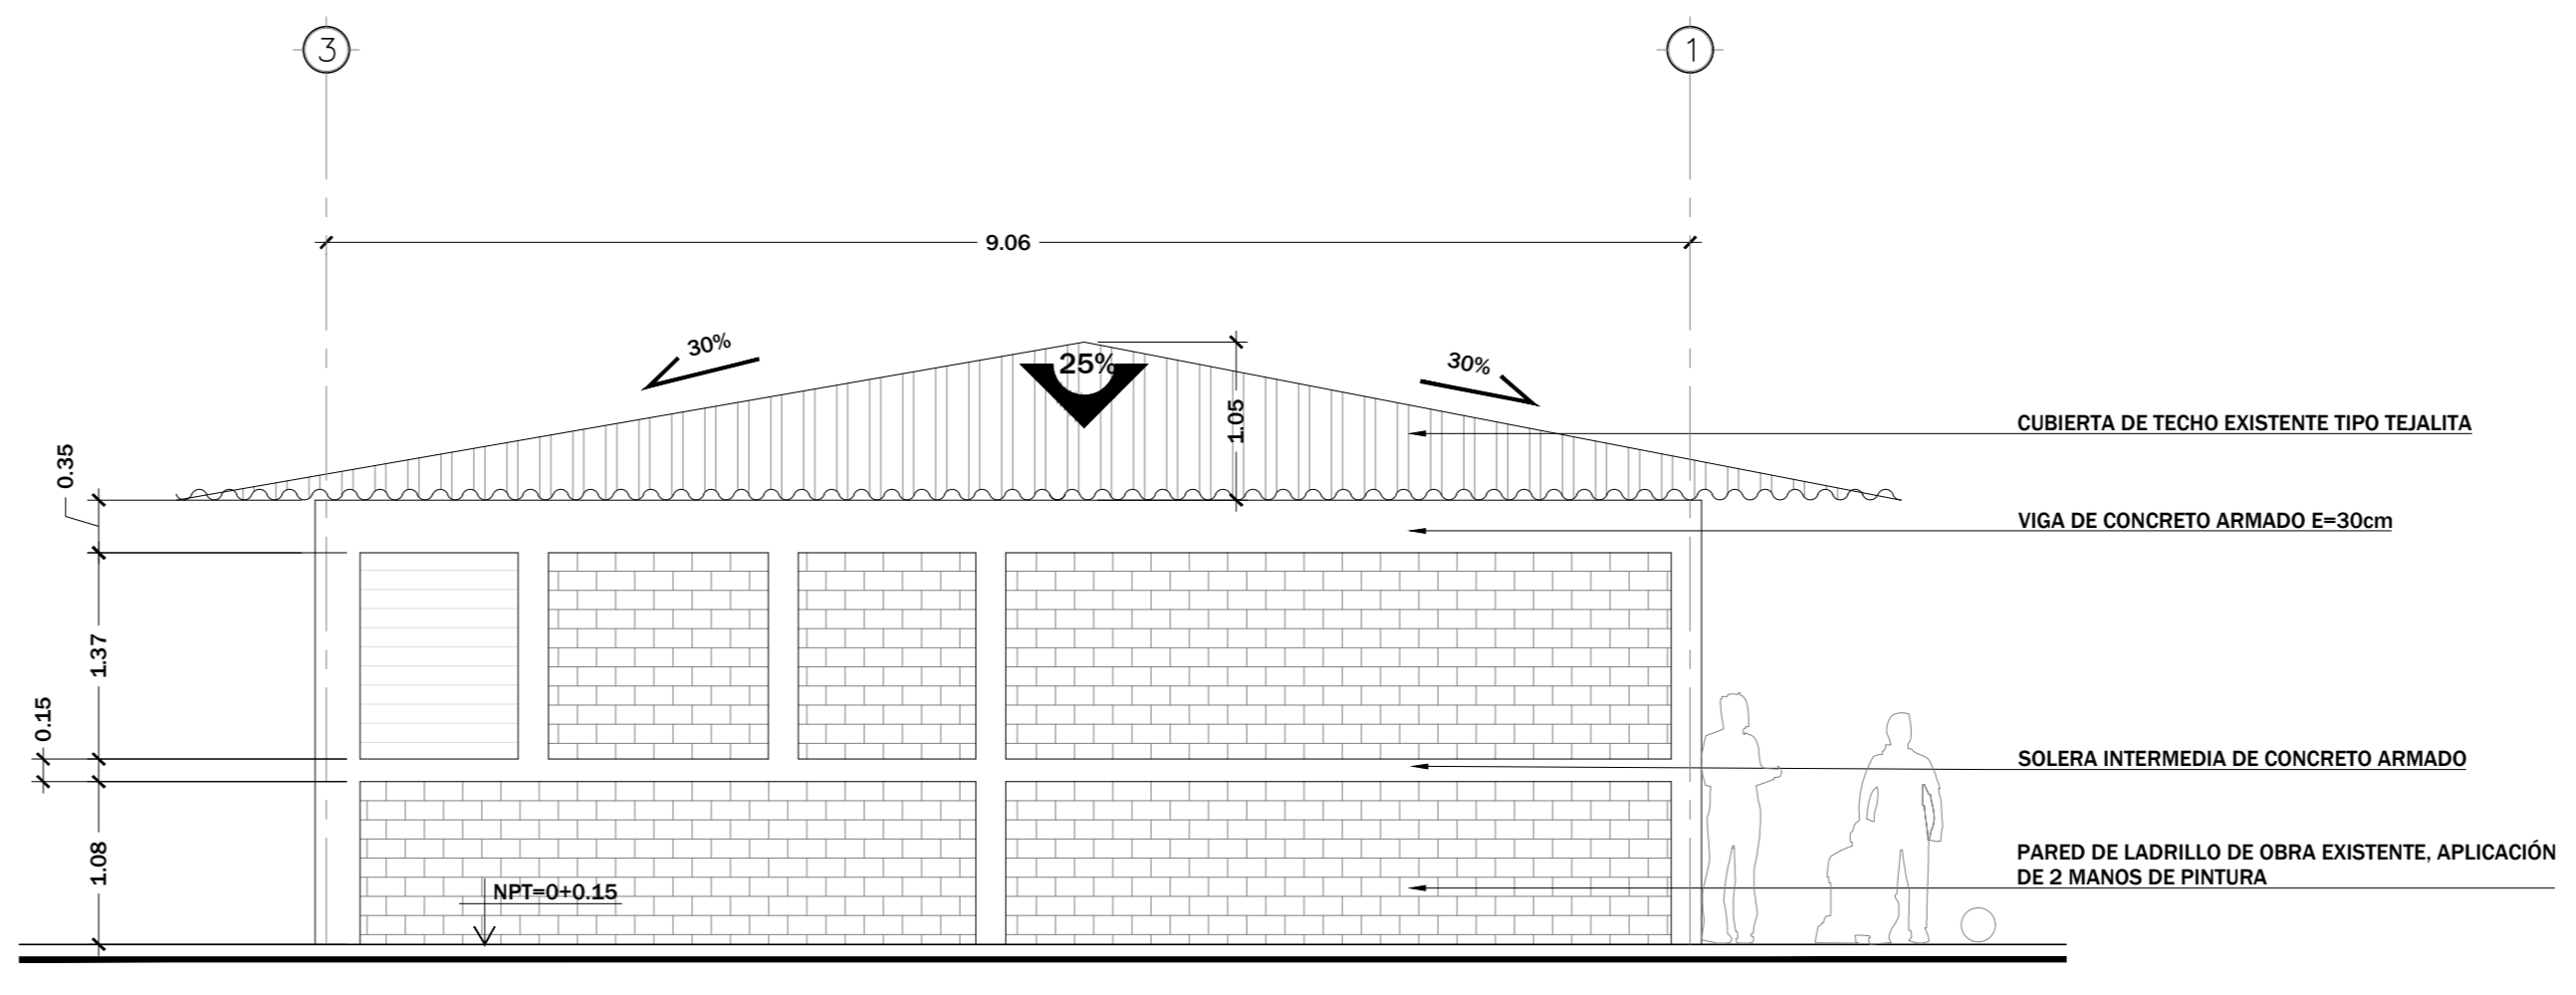 3
1
9.06
30%
25%
30%
1.05
CUBIERTA DE TECHO EXISTENTE TIPO TEJALITA
0.35
VIGA DE CONCRETO ARMADO E=30cm
1.37
0.15
SOLERA INTERMEDIA DE CONCRETO ARMADO
1.08
PARED DE LADRILLO DE OBRA EXISTENTE, APLICACIÓN
DE 2 MANOS DE PINTURA
NPT=0+0.15